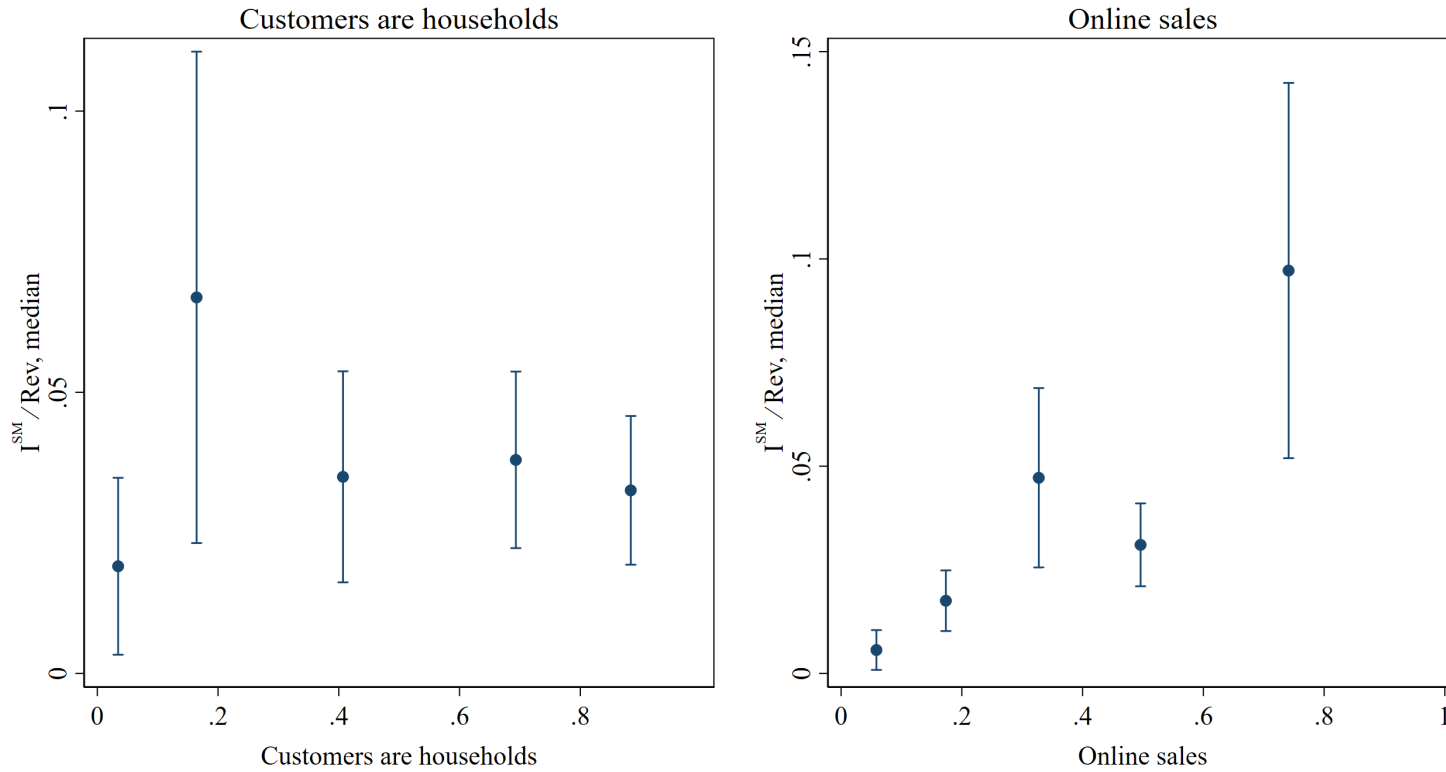 Customers are households
I^SM/Rev, median
.1
.05
0
0 .2 .4 .6 .8
Customers are households
Online sales
I^SM/Rev, median
.15
.1
.05
0
0 .2 .4 .6 .8 1
Online sales